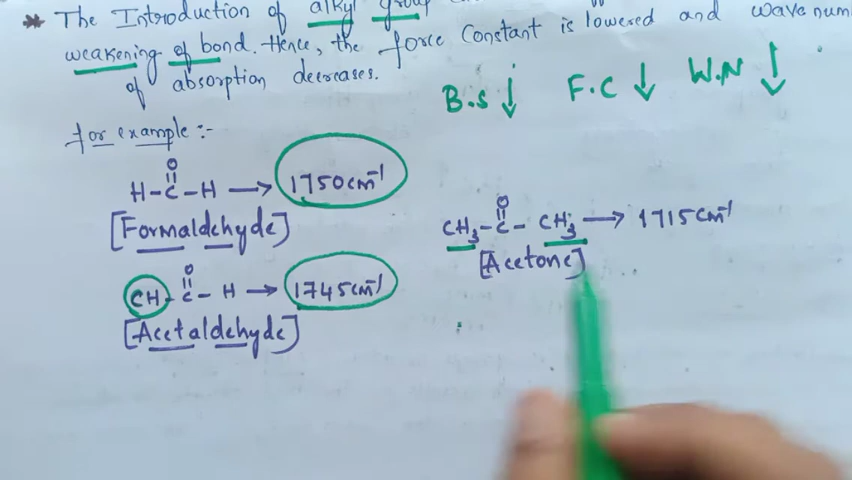 * The Introduction of alkyl group
weakening of bond. Hence, the force Constant is lowered and wave num
of absorption decreases.
B.S ↓ F.C ↓ W.N ↓
for example :-
O
H-C-H → 1750cm⁻¹
[Formaldehyde]
O
CH₃-C-CH₃ → 1715cm⁻¹
[Acetone]
O
CH-C-H → 1745cm⁻¹
[Acetaldehyde]